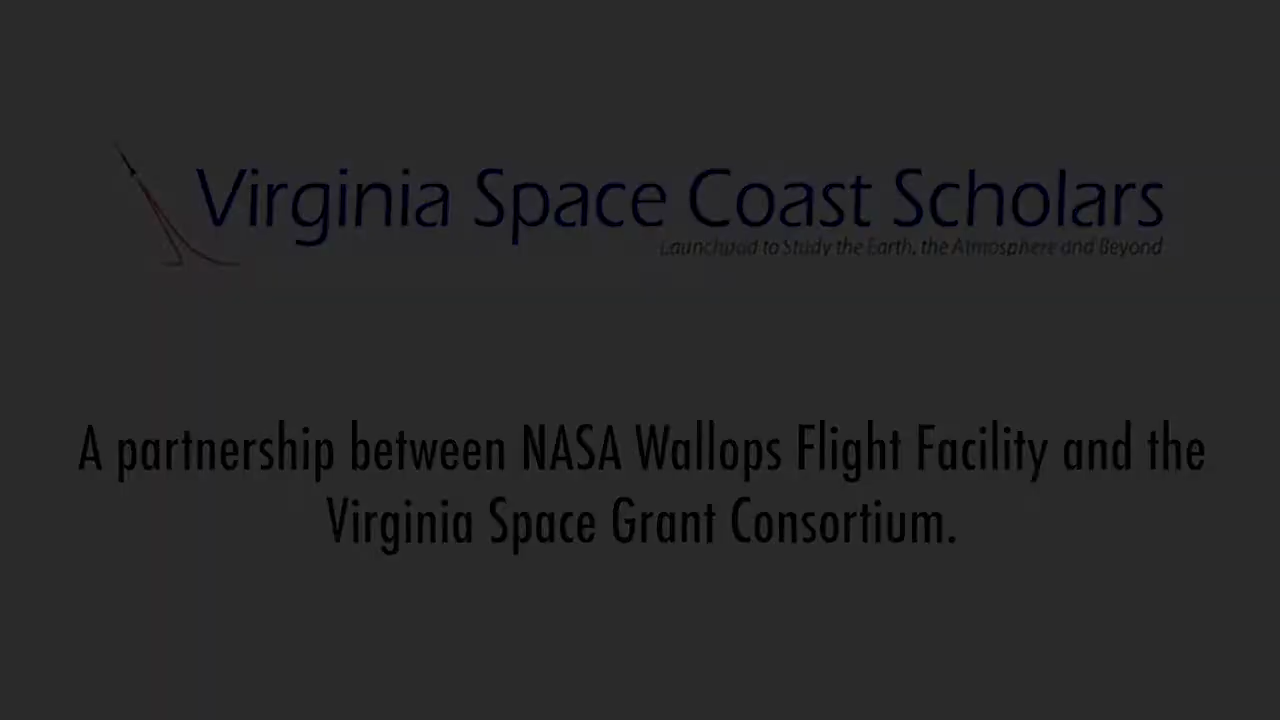 Virginia Space Coast Scholars
Launchpad to Study the Earth, the Atmosphere and Beyond
A partnership between NASA Wallops Flight Facility and the
Virginia Space Grant Consortium.